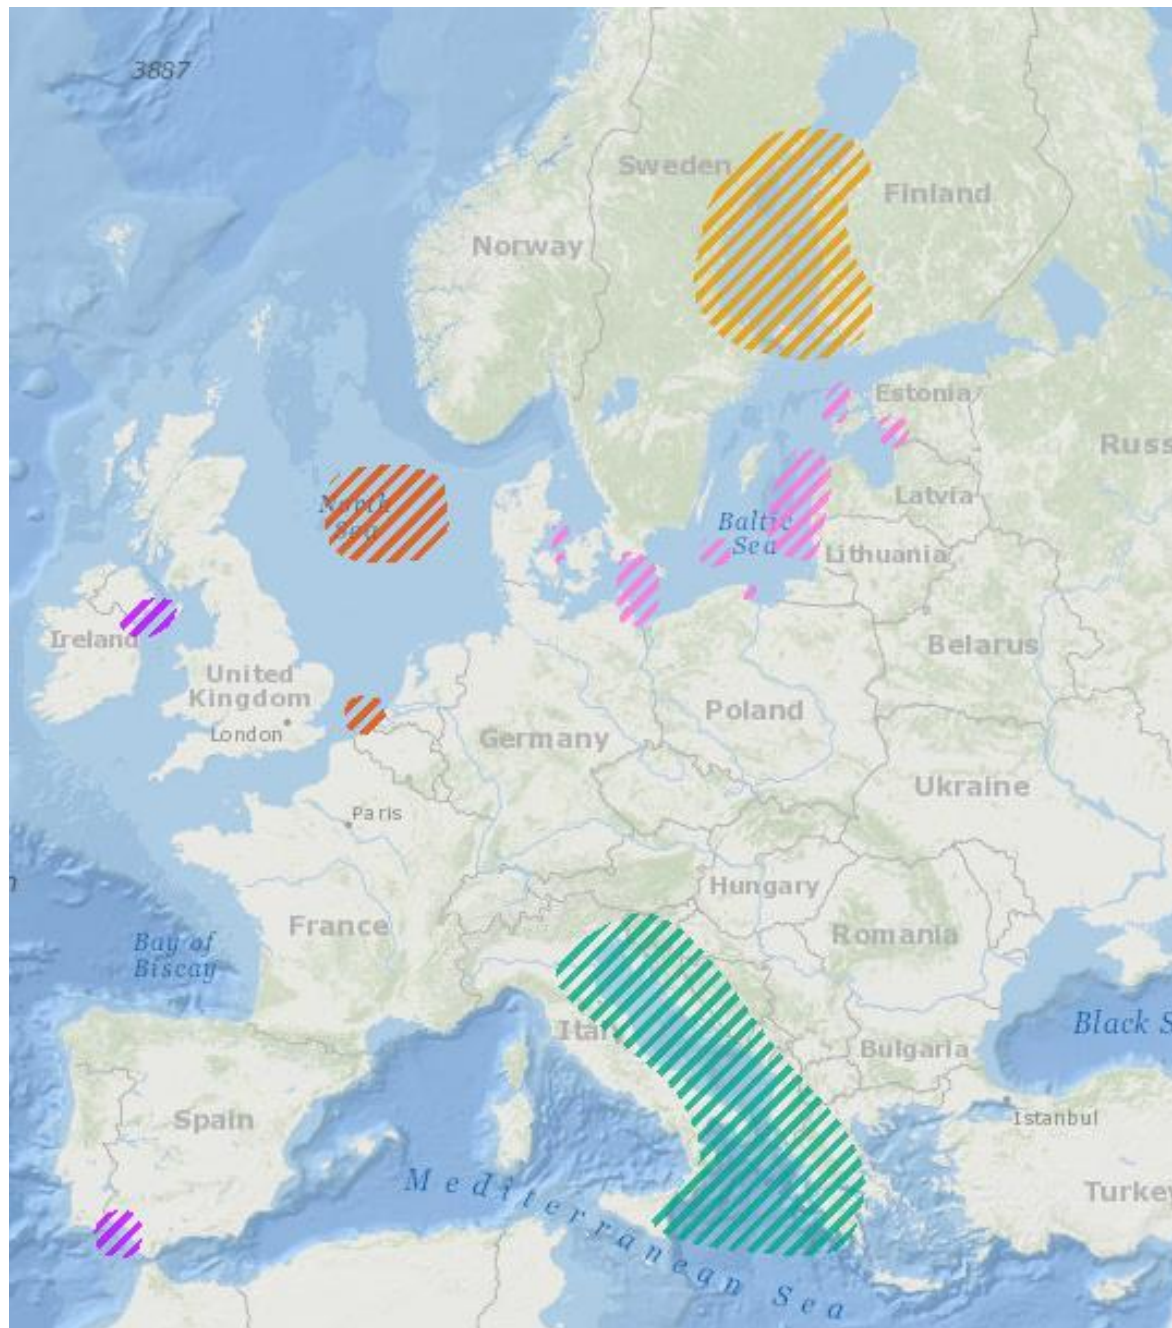 3887
Sweden
Finland
Norway
Estonia
Russ
Latvia
North
Sea
Baltic
Sea
Lithuania
Ireland
Belarus
United
Kingdom
Poland
London
Germany
Ukraine
Paris
Hungary
France
Romania
Bay of
Biscay
Black S
Ital
Bulgaria
Spain
Istanbul
Mediterranean Sea
Turkey